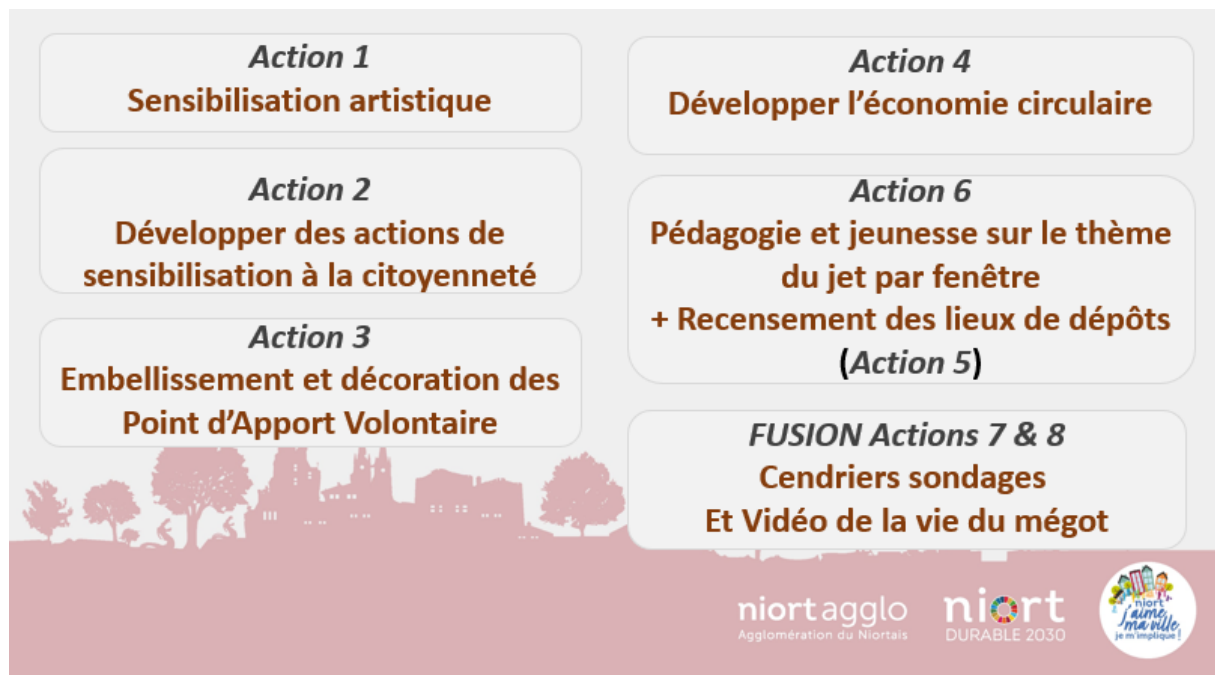 Action 1
Sensibilisation artistique
Action 2
Développer des actions de
sensibilisation à la citoyenneté
Action 3
Embellissement et décoration des
Point d’Apport Volontaire
Action 4
Développer l’économie circulaire
Action 6
Pédagogie et jeunesse sur le thème
du jet par fenêtre
+ Recensement des lieux de dépôts
(Action 5)
FUSION Actions 7 & 8
Cendriers sondages
Et Vidéo de la vie du mégot
niortagglo
Agglomération du Niortais
niort
DURABLE 2030
niort
j'aime
ma ville
je m'implique !